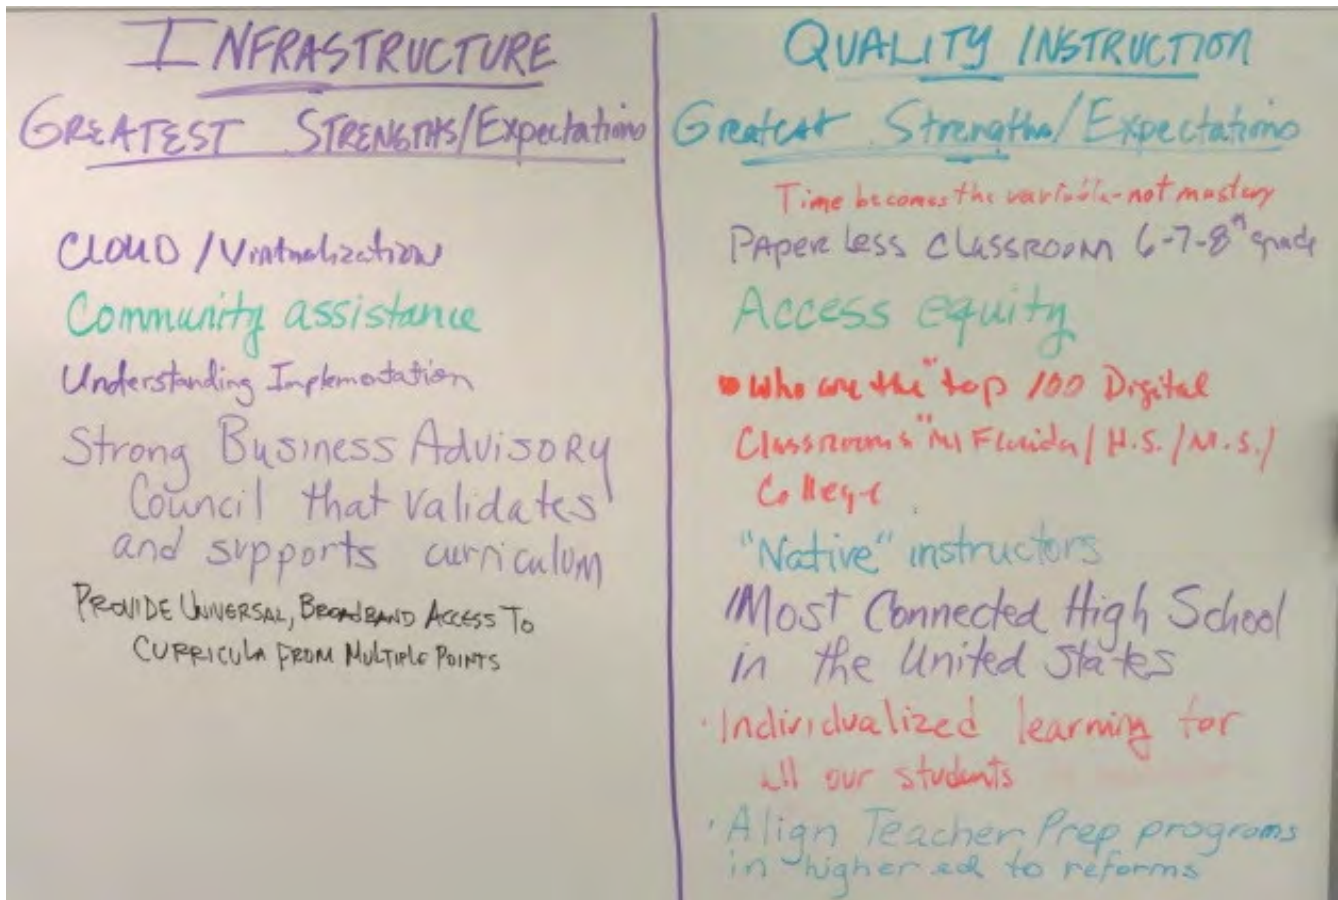 INFRASTRUCTURE
GREATEST STRENGTHS/Expectations
CLOUD / Virtualization
Community assistance
Understanding Implementation
Strong Business Advisory
Council that validates
and supports curriculum
PROVIDE UNIVERSAL, BROADBAND ACCESS TO
CURRICULA FROM MULTIPLE POINTS
QUALITY INSTRUCTION
Greatest Strengths/Expectations
Time becomes the variable - not mastery
PAPER Less CLASSROOM 6-7-8th grade
Access equity
• Who are the "top 100 Digital
Classrooms" in Florida / H.S. / M.S. /
College
"Native" instructors
Most Connected High School
in the United States
• Individualized learning for
all our students
• Align Teacher Prep programs
in higher ed to reforms